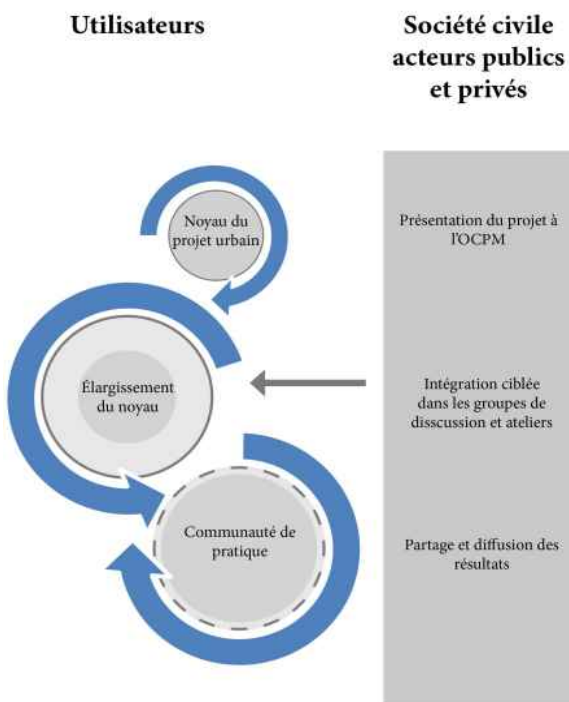 Utilisateurs
Société civile
acteurs publics
et privés
Noyau du
projet urbain
Présentation du projet à
l'OCPM
Élargissement
du noyau
Intégration ciblée
dans les groupes de
disscussion et ateliers
Communauté de
pratique
Partage et diffusion des
résultats